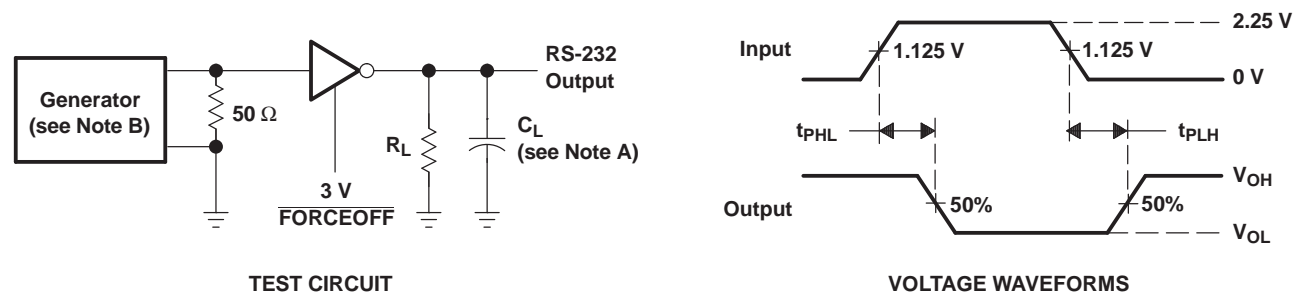 Generator
(see Note B)
50 Ω
3 V
FORCEOFF
R_L
C_L
(see Note A)
RS-232
Output
TEST CIRCUIT
Input
1.125 V
1.125 V
2.25 V
0 V
t_PHL
t_PLH
Output
50%
50%
V_OH
V_OL
VOLTAGE WAVEFORMS